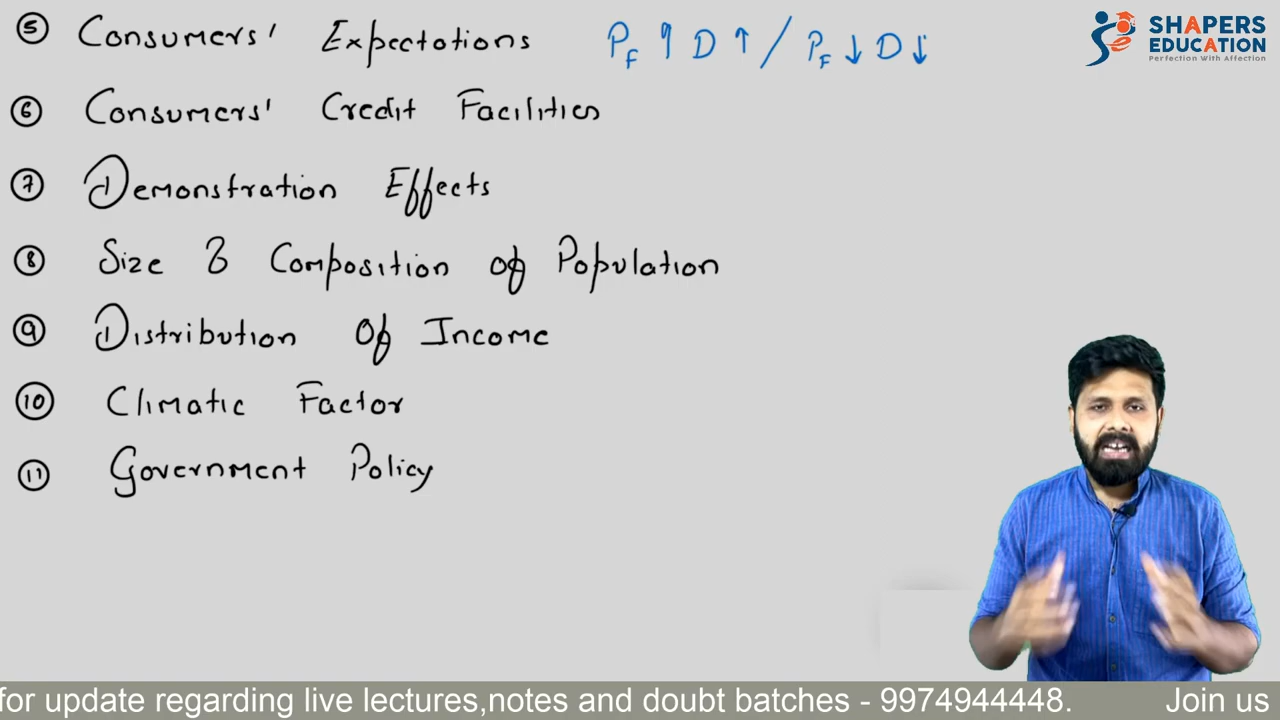 ⑤ Consumers' Expectations PF ↑ D ↑ / PF ↓ D ↓
⑥ Consumers' Credit Facilities
⑦ Demonstration Effects
⑧ Size & Composition of Population
⑨ Distribution Of Income
⑩ Climatic Factor
⑪ Government Policy
SHAPERS
EDUCATION
Perfection With Affection
for update regarding live lectures,notes and doubt batches - 9974944448. Join us